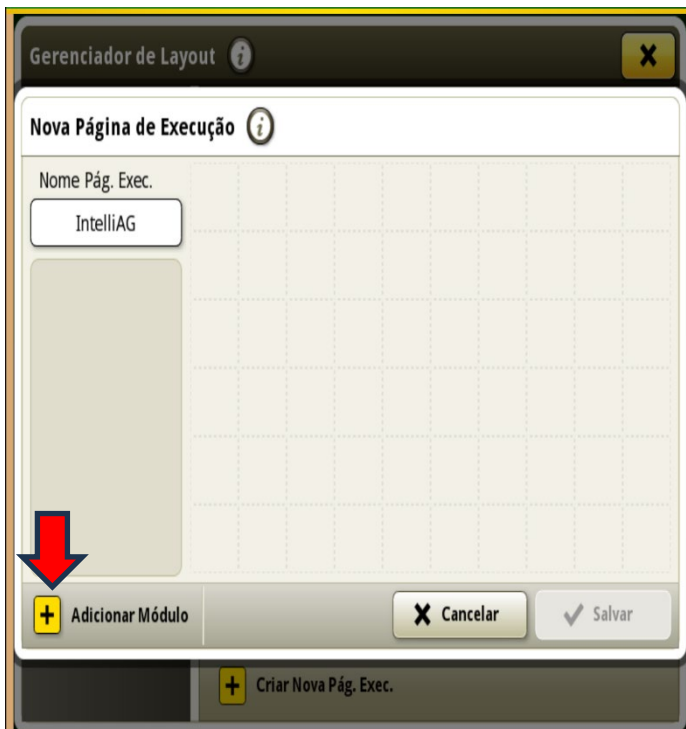 Gerenciador de Layout
Nova Página de Execução
Nome Pág. Exec.
IntelliAG
Adicionar Módulo
Cancelar
Salvar
Criar Nova Pág. Exec.